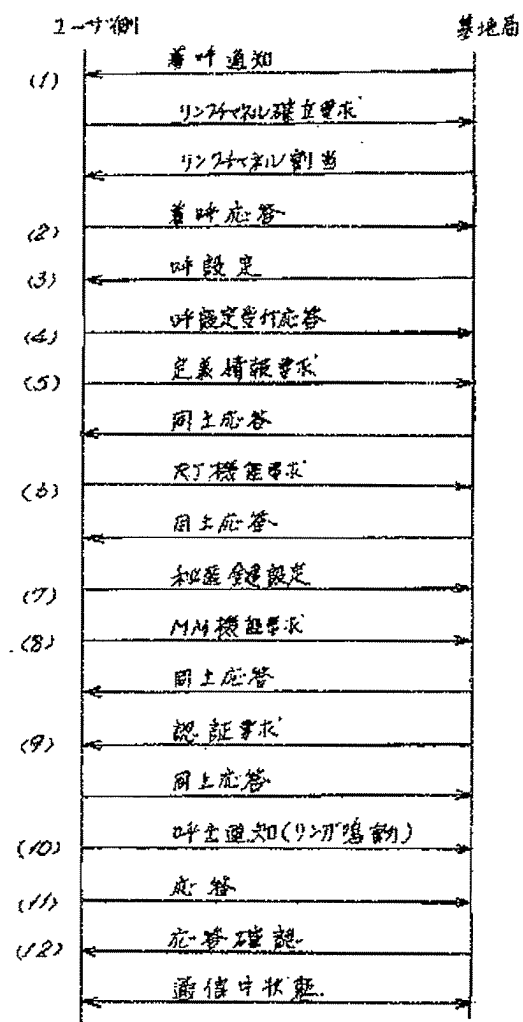 ユーザ側
基地局
(1) 着呼通知
リンクチャネル確立要求
リンクチャネル割当
(2) 着呼応答
(3) 呼設定
(4) 呼設定受付応答
(5) 定義情報要求
同上応答
(6) RT機能要求
同上応答
(7) 秘匿鍵設定
(8) MM機能要求
同上応答
(9) 認証要求
同上応答
(10) 呼出通知(リンガ鳴動)
(11) 応答
(12) 応答確認
通信中状態